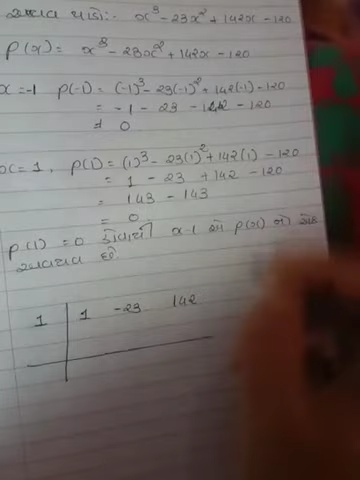 અવયવ પાડો:- x³ - 23x² + 142x - 120
P(x) = x³ - 23x² + 142x - 120
x = -1 P(-1) = (-1)³ - 23(-1)² + 142(-1) - 120
= -1 - 23 - 142 - 120
≠ 0
x = 1, P(1) = (1)³ - 23(1)² + 142(1) - 120
= 1 - 23 + 142 - 120
= 143 - 143
= 0
P(1) = 0 હોવાથી x-1 એ P(x) નો એક
અવયવ છે
1 | 1 -23 142